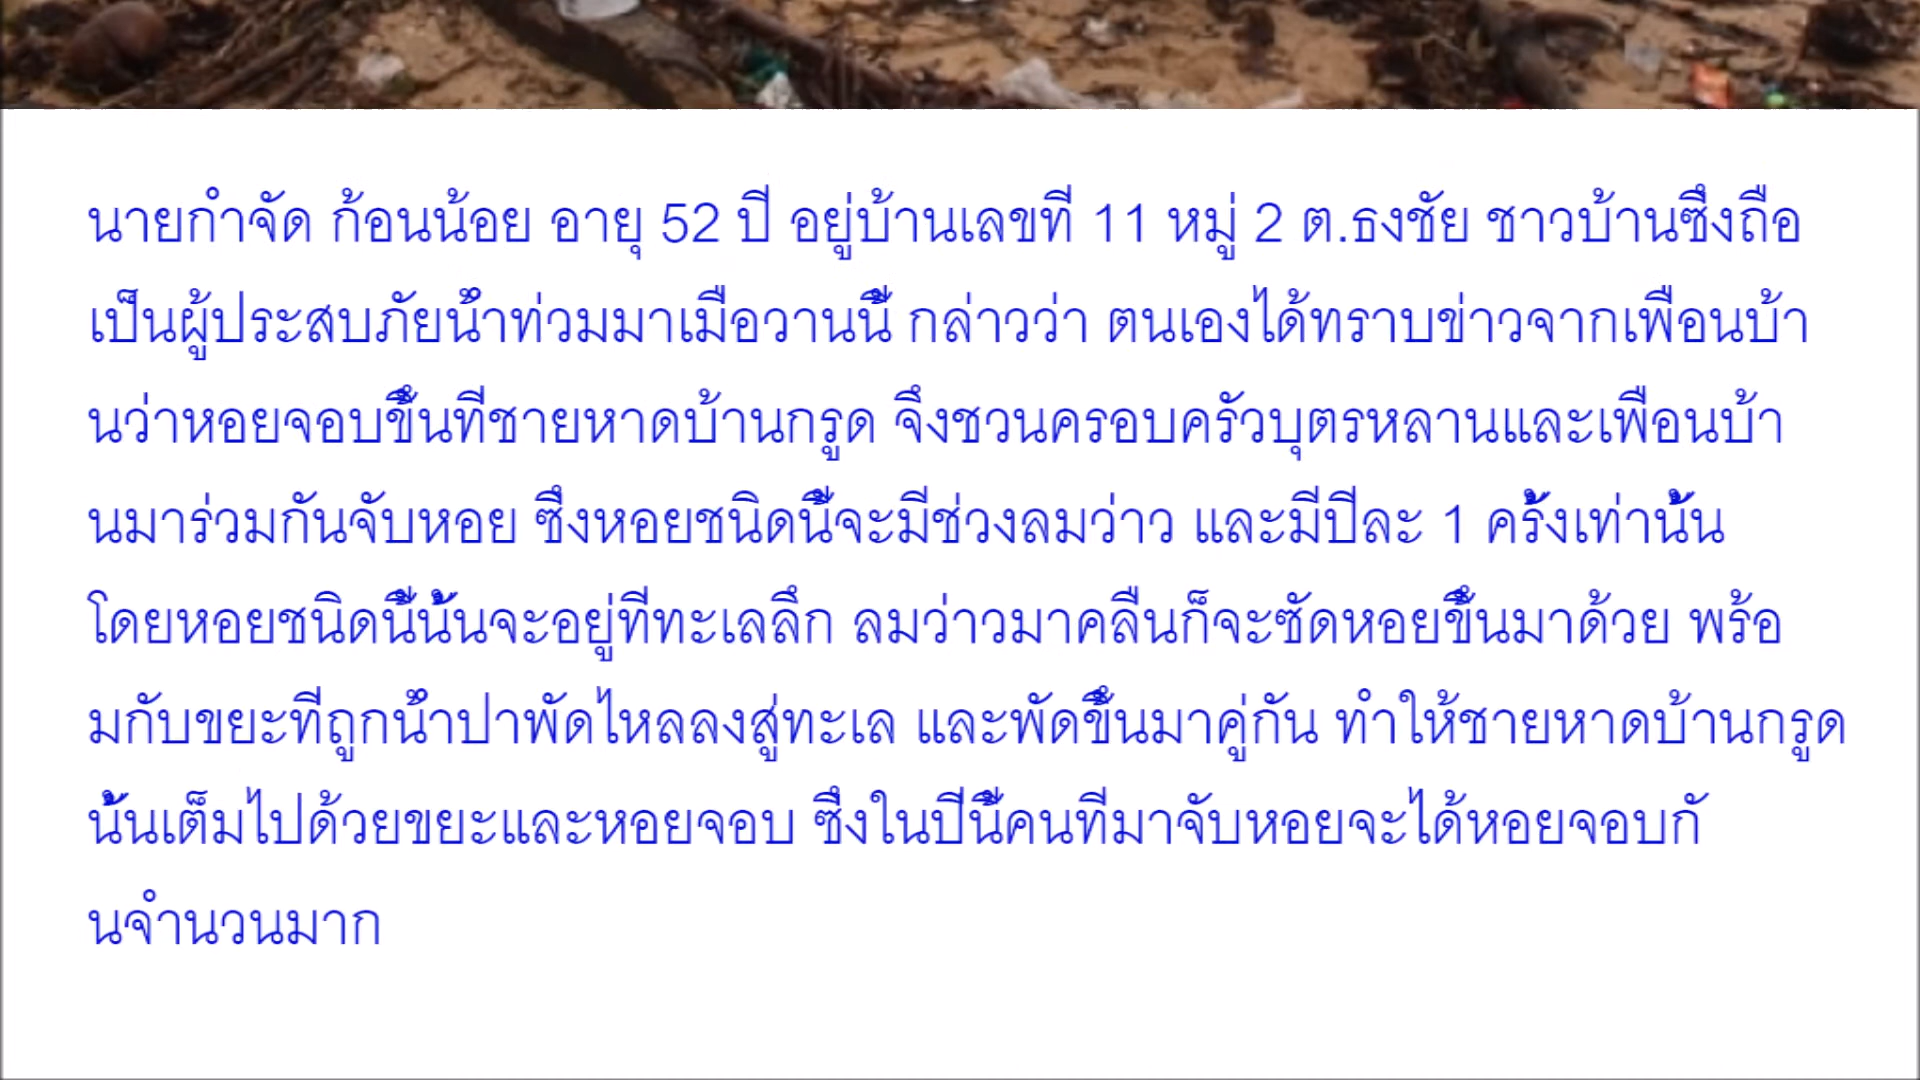 นายกำจัด ก้อนน้อย อายุ 52 ปี อยู่บ้านเลขที่ 11 หมู่ 2 ต.ธงชัย ชาวบ้านซึ่งถือ
เป็นผู้ประสบภัยน้ำท่วมมาเมื่อวานนี้ กล่าวว่า ตนเองได้ทราบข่าวจากเพื่อนบ้า
นว่าหอยจอบขึ้นที่ชายหาดบ้านกรูด จึงชวนครอบครัวบุตรหลานและเพื่อนบ้า
นมาร่วมกันจับหอย ซึ่งหอยชนิดนี้จะมีช่วงลมว่าว และมีปีละ 1 ครั้งเท่านั้น
โดยหอยชนิดนี้นั้นจะอยู่ที่ทะเลลึก ลมว่าวมาคลื่นก็จะซัดหอยขึ้นมาด้วย พร้อ
มกับขยะที่ถูกน้ำป่าพัดไหลลงสู่ทะเล และพัดขึ้นมาคู่กัน ทำให้ชายหาดบ้านกรูด
นั้นเต็มไปด้วยขยะและหอยจอบ ซึ่งในปีนี้คนที่มาจับหอยจะได้หอยจอบกั
นจำนวนมาก